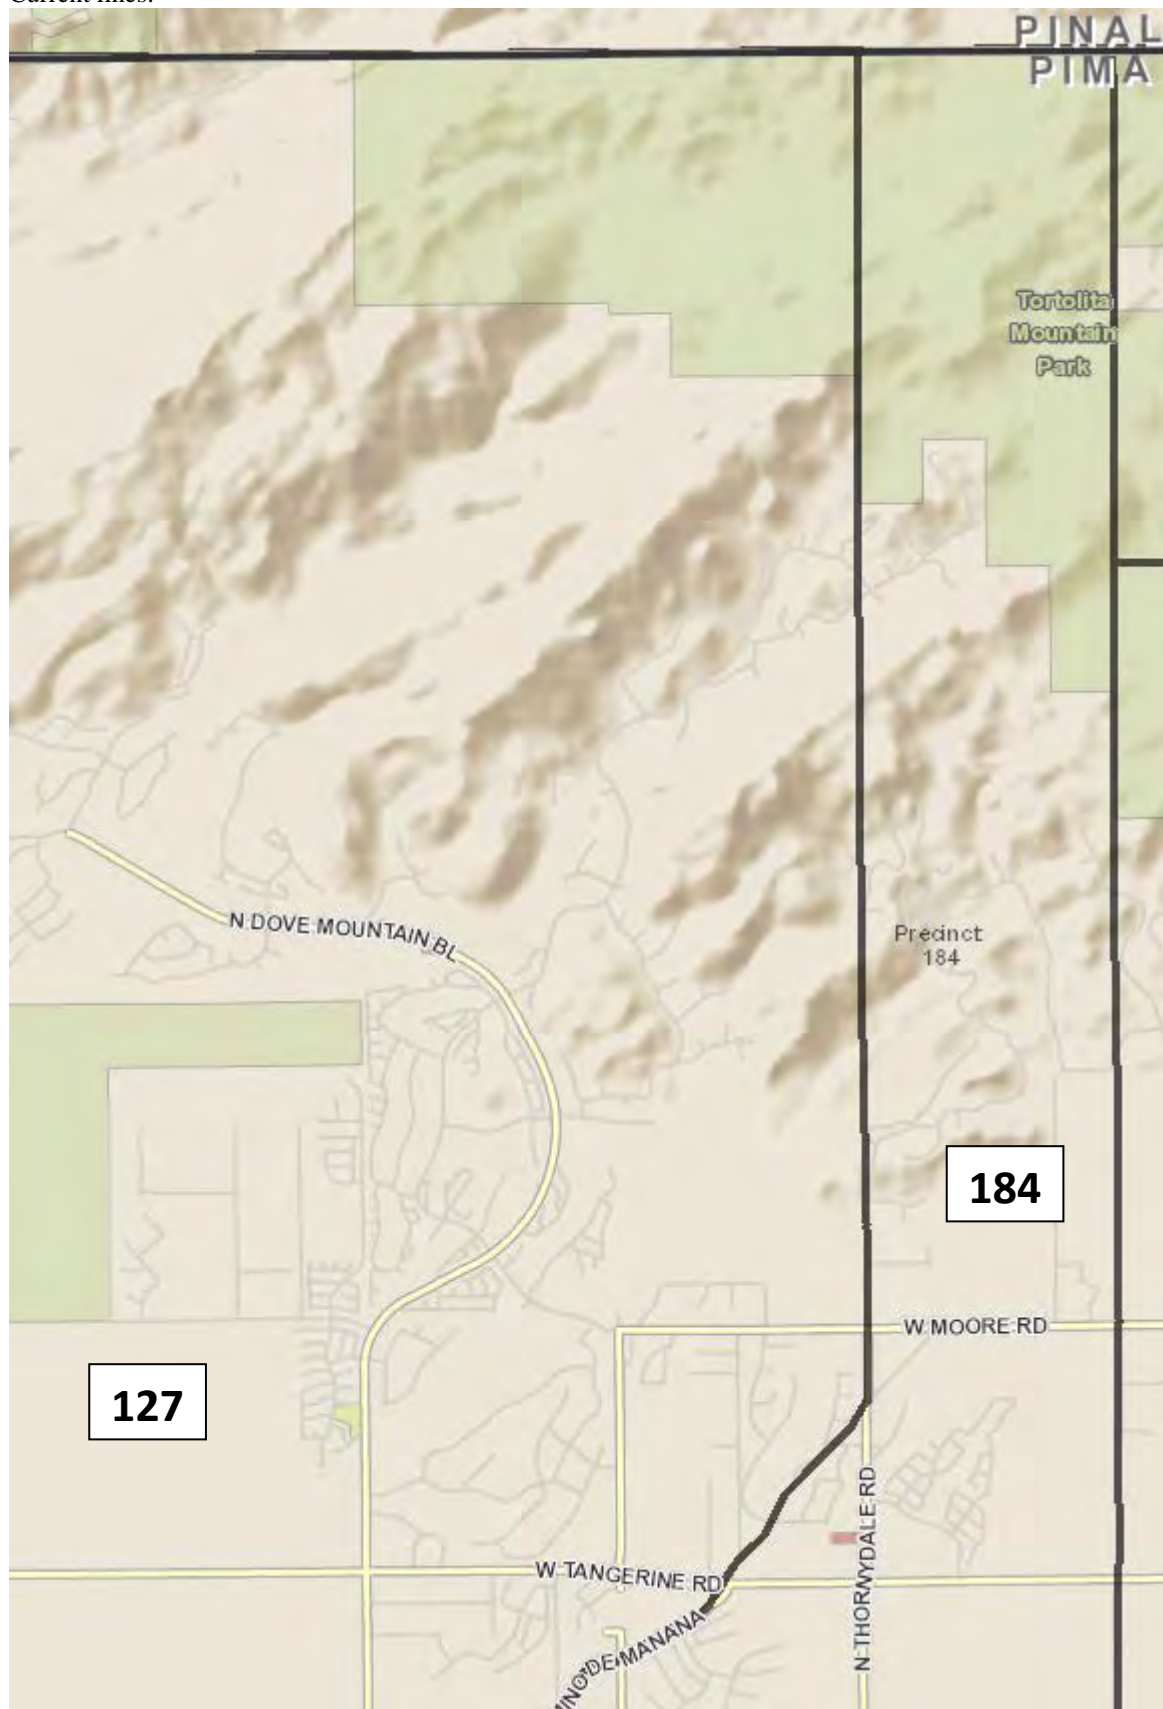 Current lines:
PINAL
PIMA
Tortolita
Mountain
Park
N DOVE MOUNTAIN BL
Precinct
184
184
W MOORE RD
127
N THORNYDALE RD
W TANGERINE RD
DE MANANA